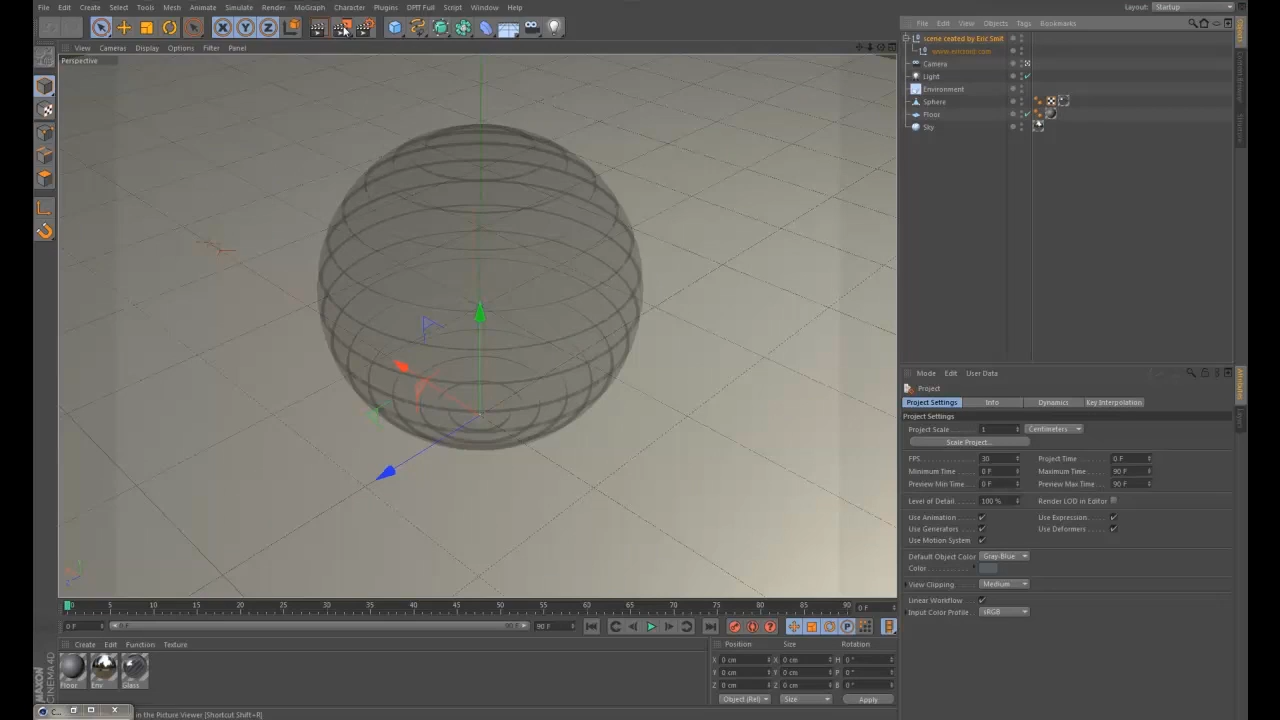 File Edit Create Select Tools Mesh Animate Simulate Render MoGraph Character Plugins DPIT Full Script Window Help
Layout: Startup
View Cameras Display Options Filter Panel
Perspective
File Edit View Objects Tags Bookmarks
Camera
Light
Environment
Sphere
Floor
Sky
Objects
Mode Edit User Data
Project
Project Settings Info Dynamics Key Interpolation
Project Settings
Project Scale 1 Centimeters
Scale Project...
FPS 30 Project Time 0 F
Minimum Time 0 F Maximum Time 90 F
Preview Min Time 0 F Preview Max Time 90 F
Level of Detail 100 % Render LOD in Editor
Use Animation Use Expression
Use Generators Use Deformers
Use Motion System
Default Object Color Gray-Blue
Color
View Clipping Medium
Linear Workflow
Input Color Profile sRGB
Attributes
Layers
0 5 10 15 20 25 30 35 40 45 50 55 60 65 70 75 80 85 90 0 F
0 F 0 F 90 F 90 F
Create Edit Function Texture
Floor Env Glass
Position Size Rotation
X 0 cm X 0 cm H 0 °
Y 0 cm Y 0 cm P 0 °
Z 0 cm Z 0 cm B 0 °
Object (Rel) Size Apply
MAXON
CINEMA 4D
in the Picture Viewer [Shortcut Shift+R]